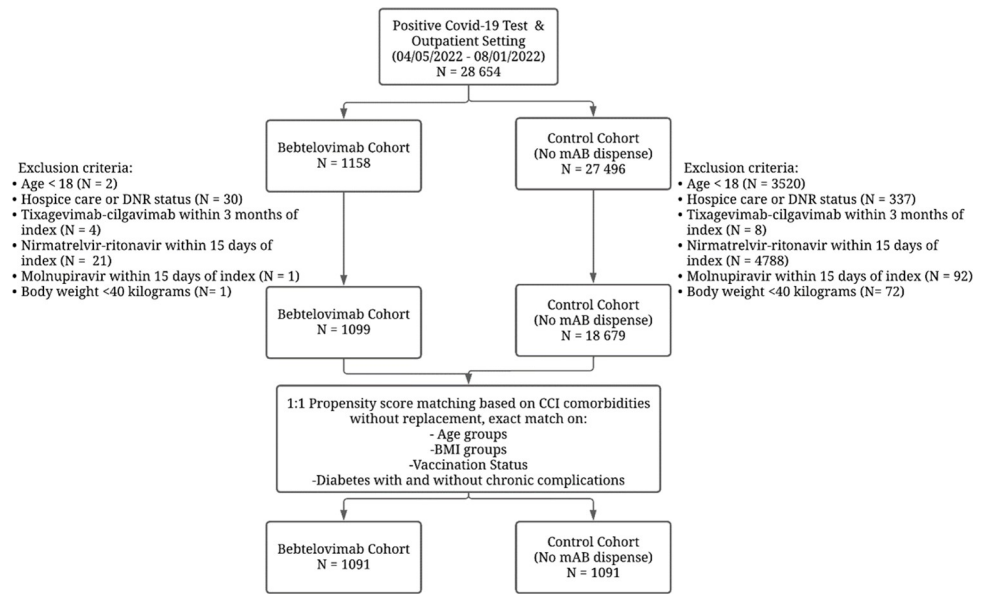 Positive Covid-19 Test &
Outpatient Setting
(04/05/2022 - 08/01/2022)
N = 28 654
Bebtelovimab Cohort
N = 1158
Control Cohort
(No mAB dispense)
N = 27 496
Exclusion criteria:
• Age < 18 (N = 2)
• Hospice care or DNR status (N = 30)
• Tixagevimab-cilgavimab within 3 months of
index (N = 4)
• Nirmatrelvir-ritonavir within 15 days of
index (N = 21)
• Molnupiravir within 15 days of index (N = 1)
• Body weight <40 kilograms (N= 1)
Exclusion criteria:
• Age < 18 (N = 3520)
• Hospice care or DNR status (N = 337)
• Tixagevimab-cilgavimab within 3 months of
index (N = 8)
• Nirmatrelvir-ritonavir within 15 days of
index (N = 4788)
• Molnupiravir within 15 days of index (N = 92)
• Body weight <40 kilograms (N= 72)
Bebtelovimab Cohort
N = 1099
Control Cohort
(No mAB dispense)
N = 18 679
1:1 Propensity score matching based on CCI comorbidities
without replacement, exact match on:
- Age groups
-BMI groups
-Vaccination Status
-Diabetes with and without chronic complications
Bebtelovimab Cohort
N = 1091
Control Cohort
(No mAB dispense)
N = 1091